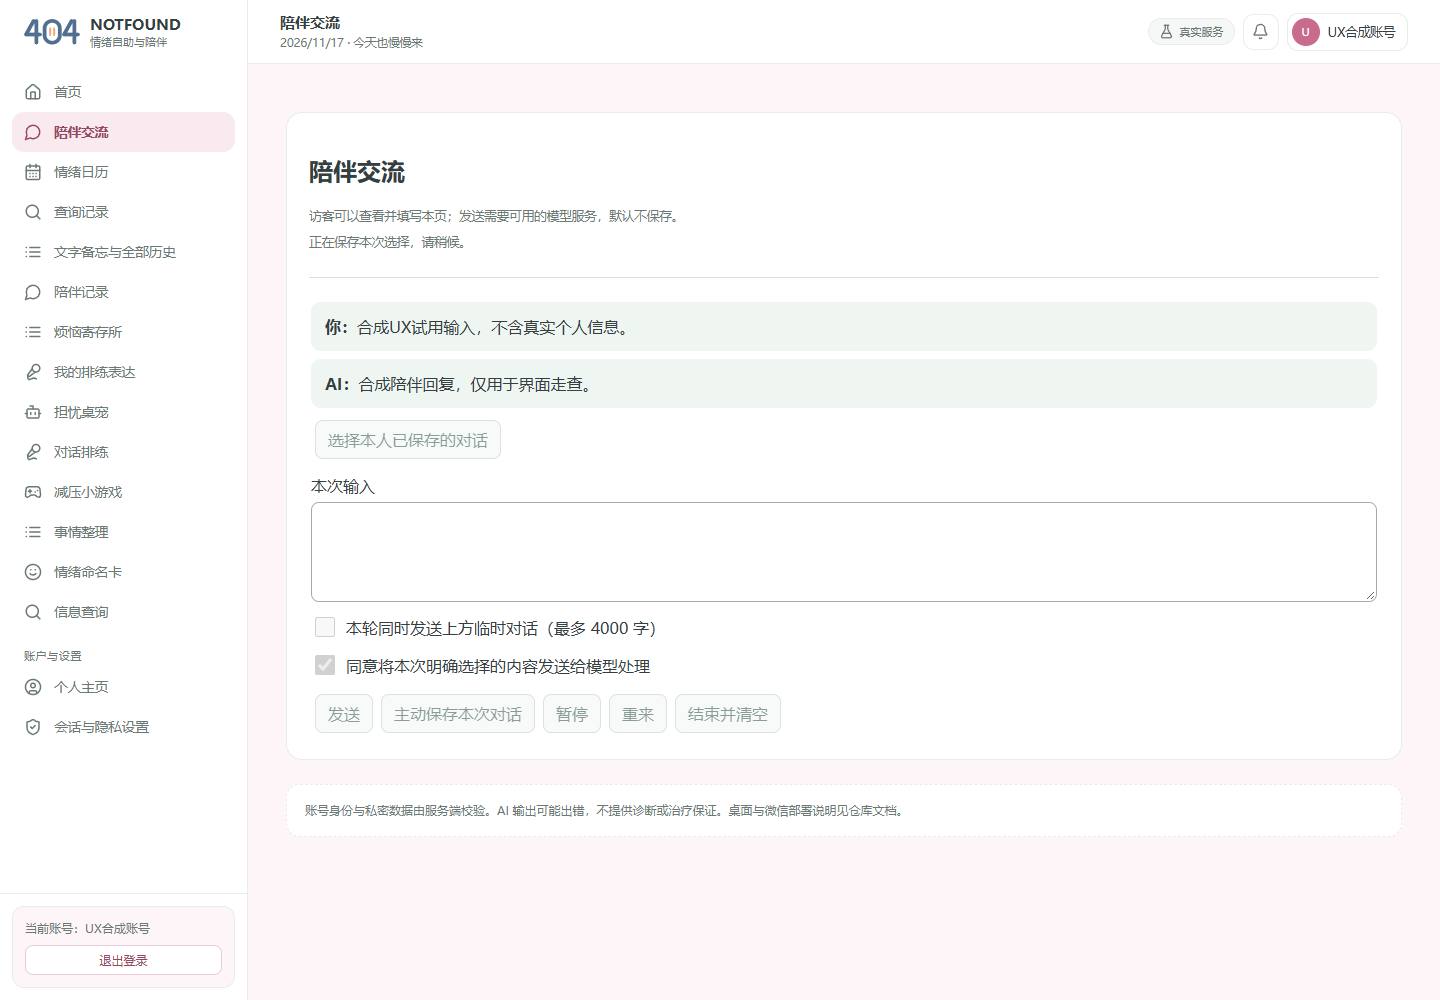 404 NOTFOUND
情绪自助与陪伴
首页
陪伴交流
情绪日历
查询记录
文字备忘与全部历史
陪伴记录
烦恼寄存所
我的排练表达
担忧桌宠
对话排练
减压小游戏
事情整理
情绪命名卡
信息查询
账户与设置
个人主页
会话与隐私设置
当前账号：UX合成账号
退出登录
陪伴交流
2026/11/17 · 今天也慢慢来
真实服务
U UX合成账号
陪伴交流
访客可以查看并填写本页；发送需要可用的模型服务，默认不保存。
正在保存本次选择，请稍候。
你：合成UX试用输入，不含真实个人信息。
AI：合成陪伴回复，仅用于界面走查。
选择本人已保存的对话
本次输入
本轮同时发送上方临时对话（最多 4000 字）
同意将本次明确选择的内容发送给模型处理
发送 主动保存本次对话 暂停 重来 结束并清空
账号身份与私密数据由服务端校验。AI 输出可能出错，不提供诊断或治疗保证。桌面与微信部署说明见仓库文档。